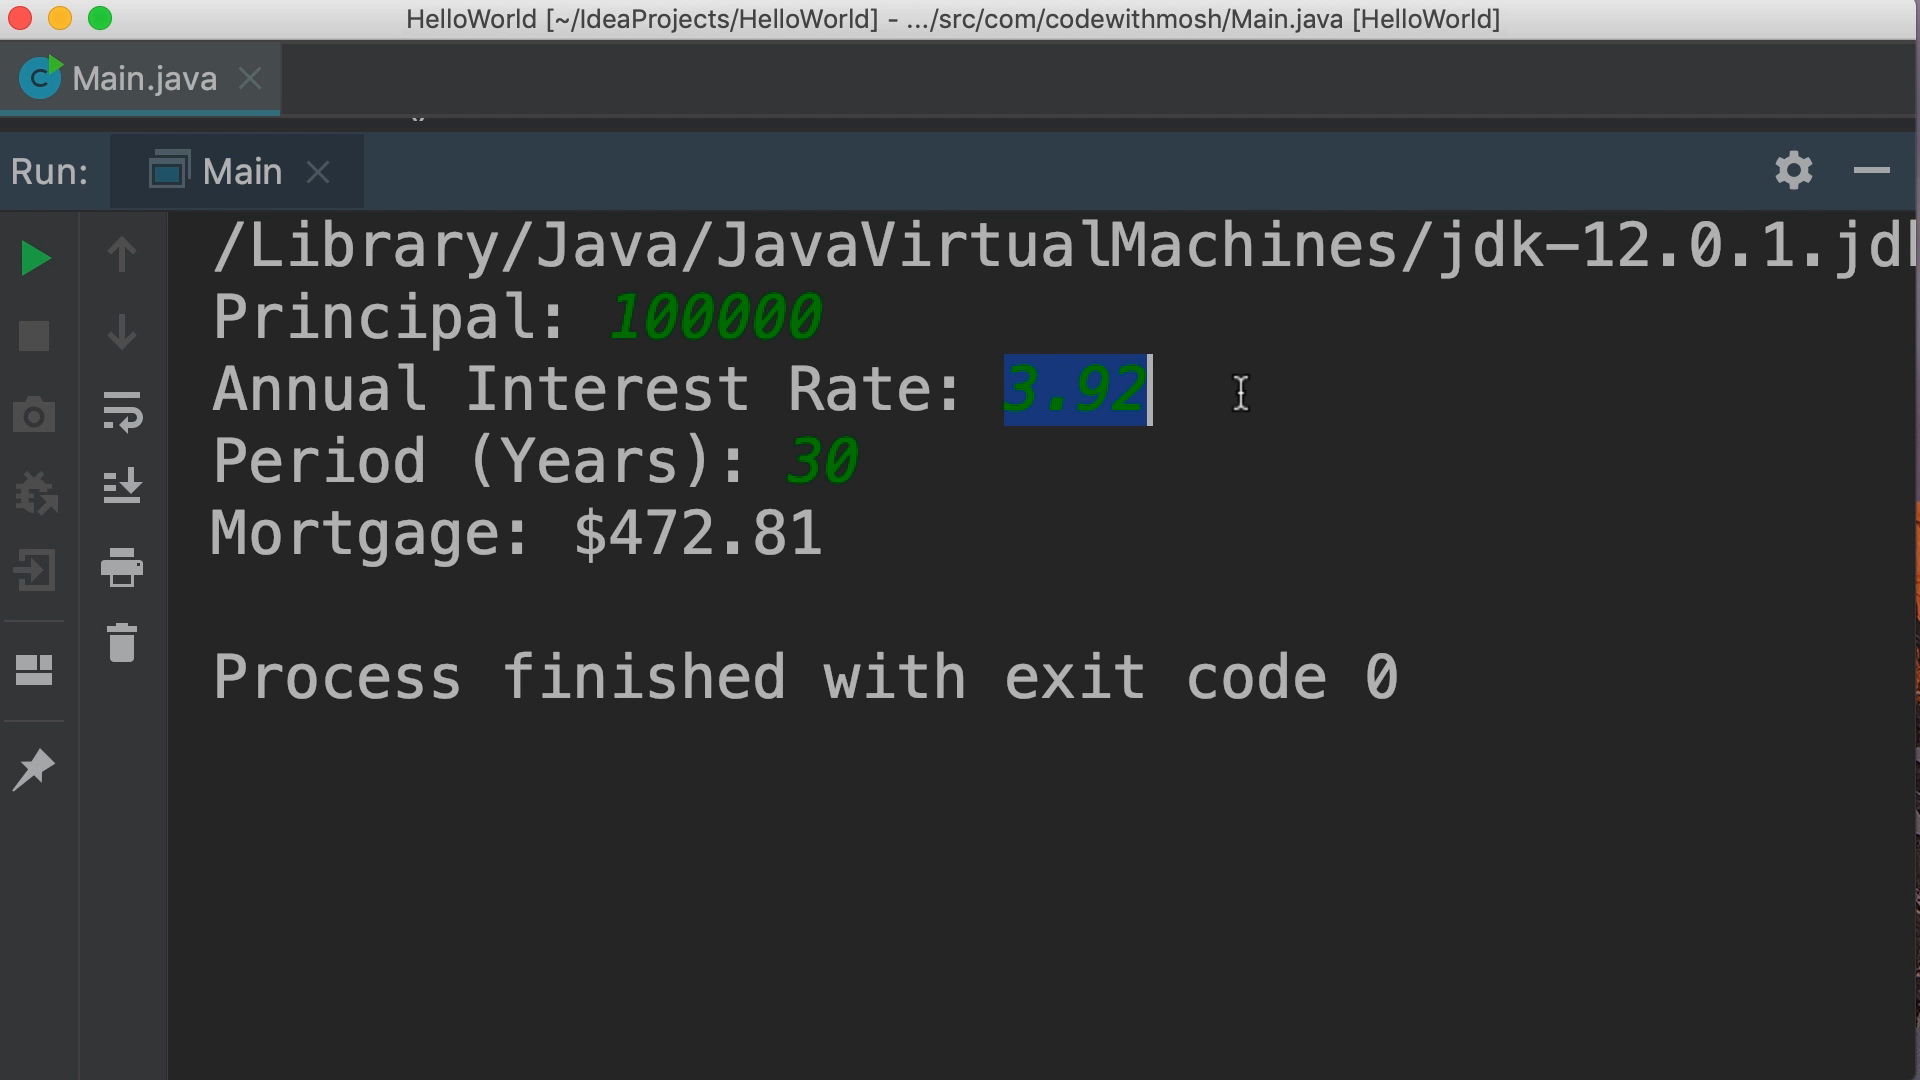 HelloWorld [~/IdeaProjects/HelloWorld] - .../src/com/codewithmosh/Main.java [HelloWorld]
Main.java
Run: Main
/Library/Java/JavaVirtualMachines/jdk-12.0.1.jdk
Principal: 100000
Annual Interest Rate: 3.92
Period (Years): 30
Mortgage: $472.81
Process finished with exit code 0